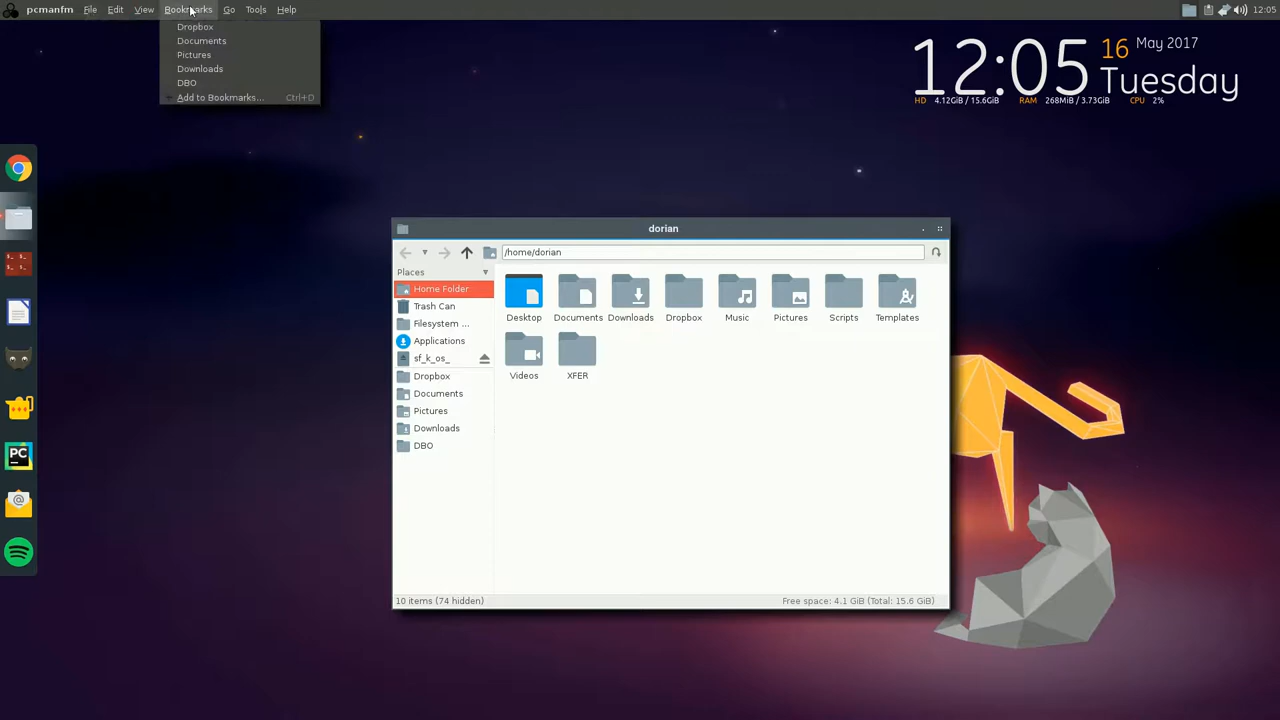 pcmanfm File Edit View Bookmarks Go Tools Help 12:05
Dropbox
Documents
Pictures
Downloads
DBO
Add to Bookmarks... Ctrl+D
12:05 16 May 2017
Tuesday
HD 4.12GiB / 15.6GiB RAM 268MiB / 3.73GiB CPU 2%
dorian
/home/dorian
Places
Home Folder
Trash Can
Filesystem ...
Applications
sf_k_os_
Dropbox
Documents
Pictures
Downloads
DBO
Desktop Documents Downloads Dropbox Music Pictures Scripts Templates
Videos XFER
10 items (74 hidden) Free space: 4.1 GiB (Total: 15.6 GiB)
PC
@